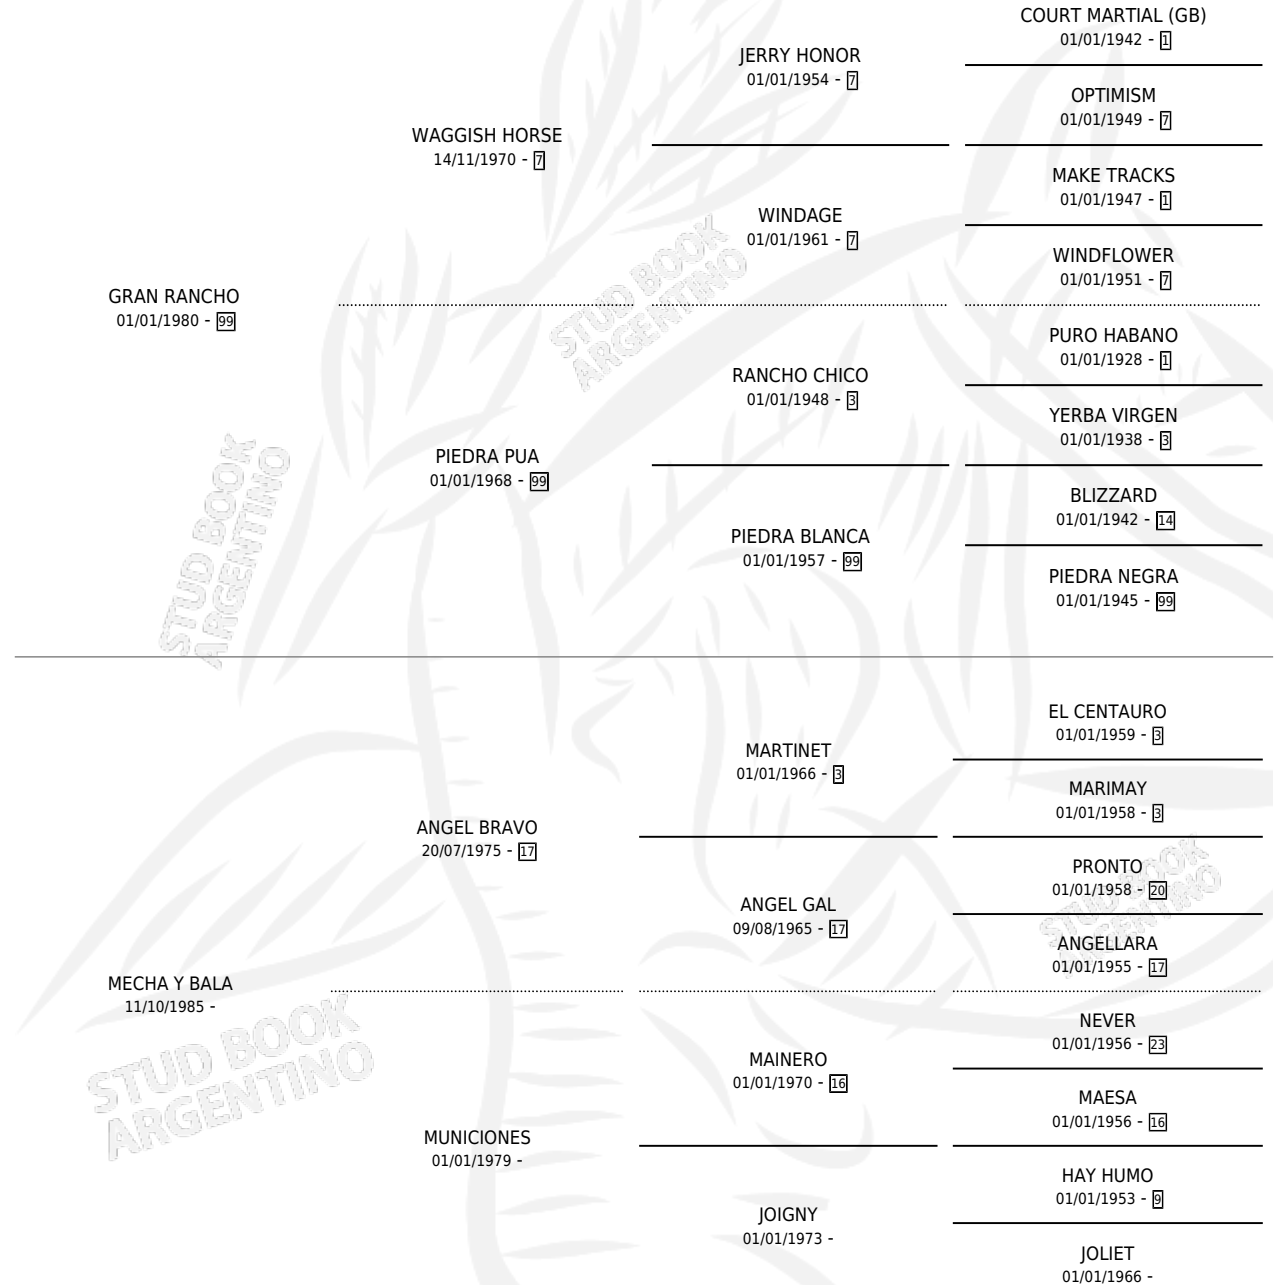 COURT MARTIAL (GB)
01/01/1942 - 1
JERRY HONOR
01/01/1954 - 7
OPTIMISM
01/01/1949 - 7
WAGGISH HORSE
14/11/1970 - 7
MAKE TRACKS
01/01/1947 - 1
WINDAGE
01/01/1961 - 7
WINDFLOWER
01/01/1951 - 7
GRAN RANCHO
01/01/1980 - 99
PURO HABANO
01/01/1928 - 1
RANCHO CHICO
01/01/1948 - 3
YERBA VIRGEN
01/01/1938 - 3
PIEDRA PUA
01/01/1968 - 99
BLIZZARD
01/01/1942 - 14
PIEDRA BLANCA
01/01/1957 - 99
PIEDRA NEGRA
01/01/1945 - 99
EL CENTAURO
01/01/1959 - 3
MARTINET
01/01/1966 - 3
MARIMAY
01/01/1958 - 3
ANGEL BRAVO
20/07/1975 - 17
PRONTO
01/01/1958 - 20
ANGEL GAL
09/08/1965 - 17
ANGELLARA
01/01/1955 - 17
MECHA Y BALA
11/10/1985 -
NEVER
01/01/1956 - 23
MAINERO
01/01/1970 - 16
MAESA
01/01/1956 - 16
MUNICIONES
01/01/1979 -
HAY HUMO
01/01/1953 - 9
JOIGNY
01/01/1973 -
JOLIET
01/01/1966 -
STUD BOOK
ARGENTINO
STUD BOOK
ARGENTINO
STUD BOOK
ARGENTINO
STUD BOOK
ARGENTINO